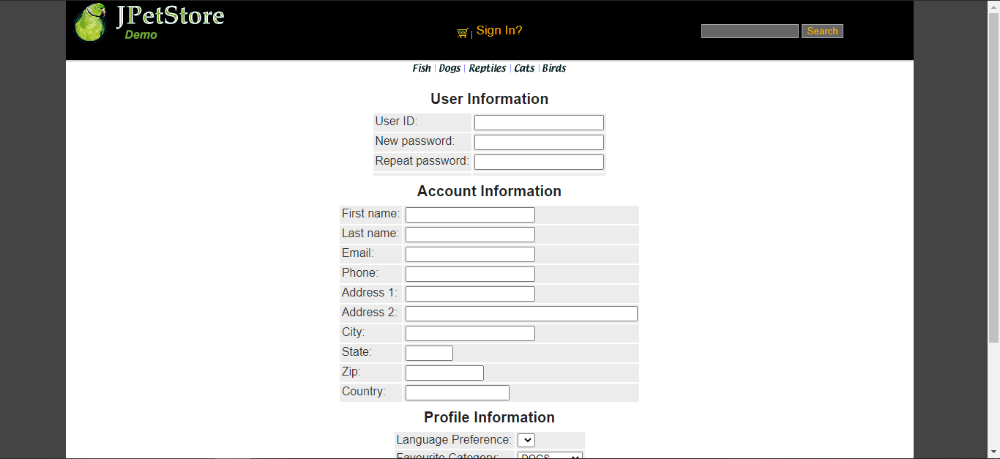 JPetStore
Demo
| Sign In?
Search
Fish | Dogs | Reptiles | Cats | Birds
User Information
User ID:
New password:
Repeat password:
Account Information
First name:
Last name:
Email:
Phone:
Address 1:
Address 2:
City:
State:
Zip:
Country:
Profile Information
Language Preference:
Favourite Category: DOGS